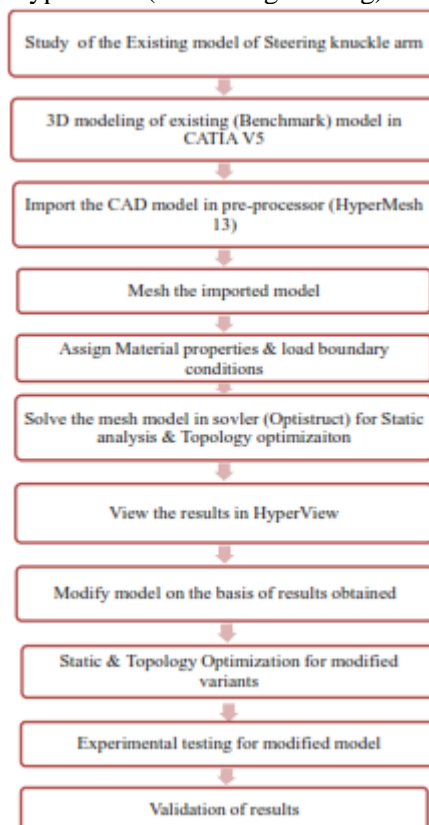 Study of the Existing model of Steering knuckle arm
3D modeling of existing (Benchmark) model in
CATIA V5
Import the CAD model in pre-processor (HyperMesh
13)
Mesh the imported model
Assign Material properties & load boundary
conditions
Solve the mesh model in sovler (Optistruct) for Static
analysis & Topology optimizaiton
View the results in HyperView
Modify model on the basis of results obtained
Static & Topology Optimization for modified
variants
Experimental testing for modified model
Validation of results